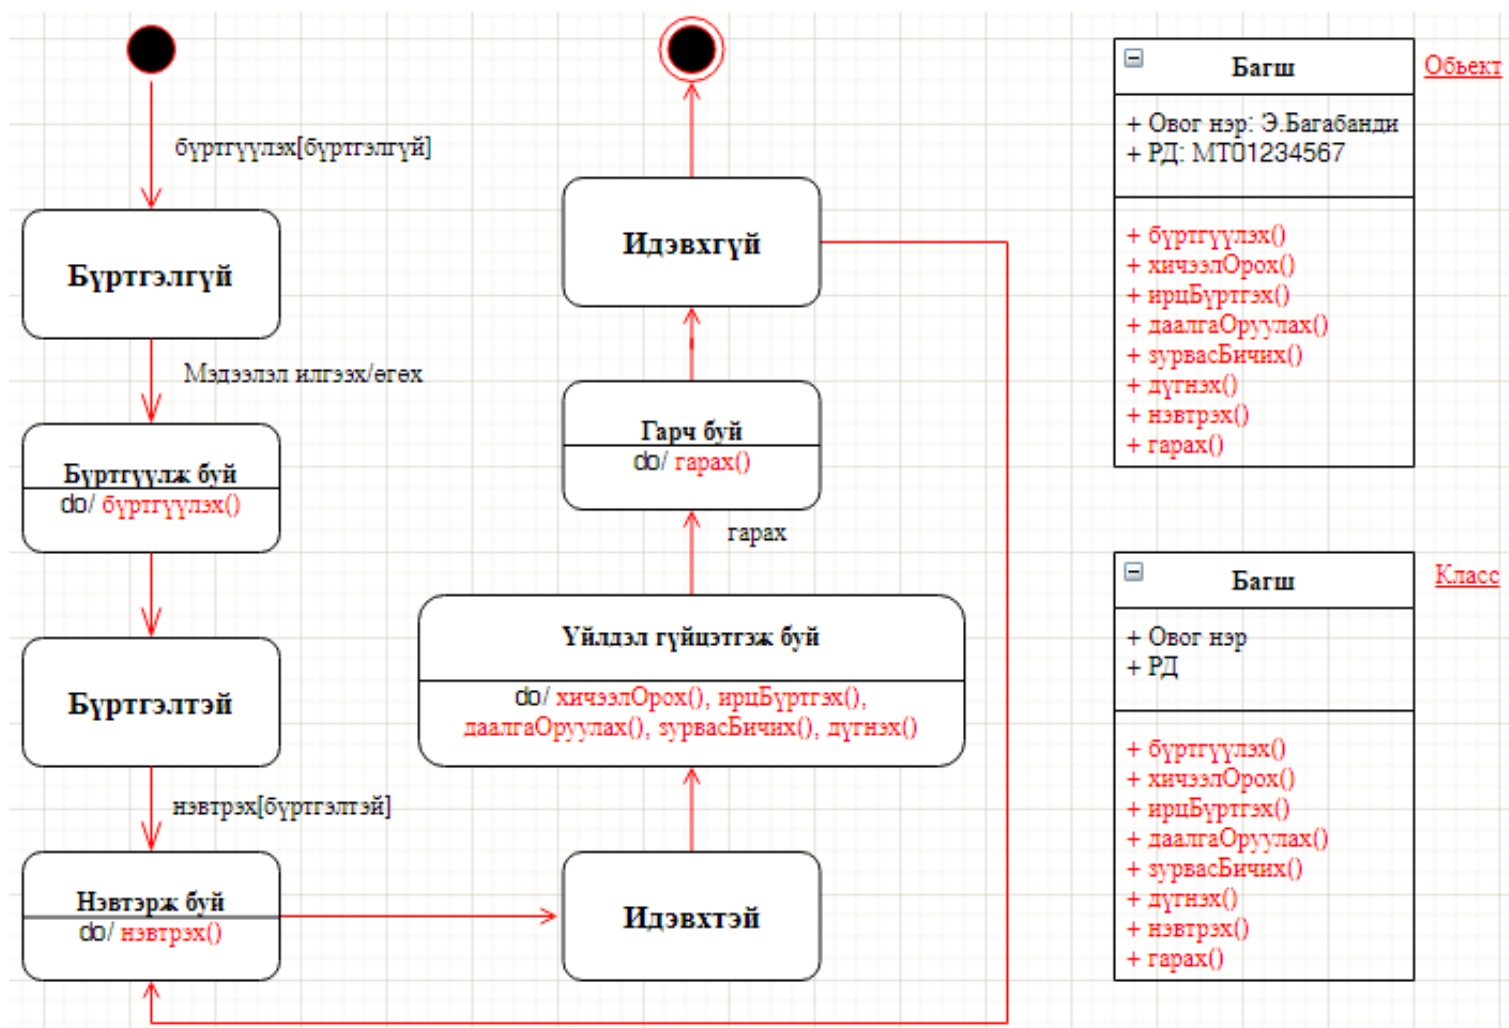 бүртгүүлэх[бүртгэлгүй]
Бүртгэлгүй
Мэдээлэл илгээх/өгөх
Бүртгүүлж буй
do/ бүртгүүлэх()
Бүртгэлтэй
нэвтрэх[бүртгэлтэй]
Нэвтэрж буй
do/ нэвтрэх()
Идэвхтэй
Үйлдэл гүйцэтгэж буй
do/ хичээлОрох(), ирцБүртгэх(),
даалгаОруулах(), зурвасБичих(), дүгнэх()
гарах
Гарч буй
do/ гарах()
Идэвхгүй
Багш
Обьект
+ Овог нэр: Э.Багабанди
+ РД: МТ01234567
+ бүртгүүлэх()
+ хичээлОрох()
+ ирцБүртгэх()
+ даалгаОруулах()
+ зурвасБичих()
+ дүгнэх()
+ нэвтрэх()
+ гарах()
Багш
Класс
+ Овог нэр
+ РД
+ бүртгүүлэх()
+ хичээлОрох()
+ ирцБүртгэх()
+ даалгаОруулах()
+ зурвасБичих()
+ дүгнэх()
+ нэвтрэх()
+ гарах()